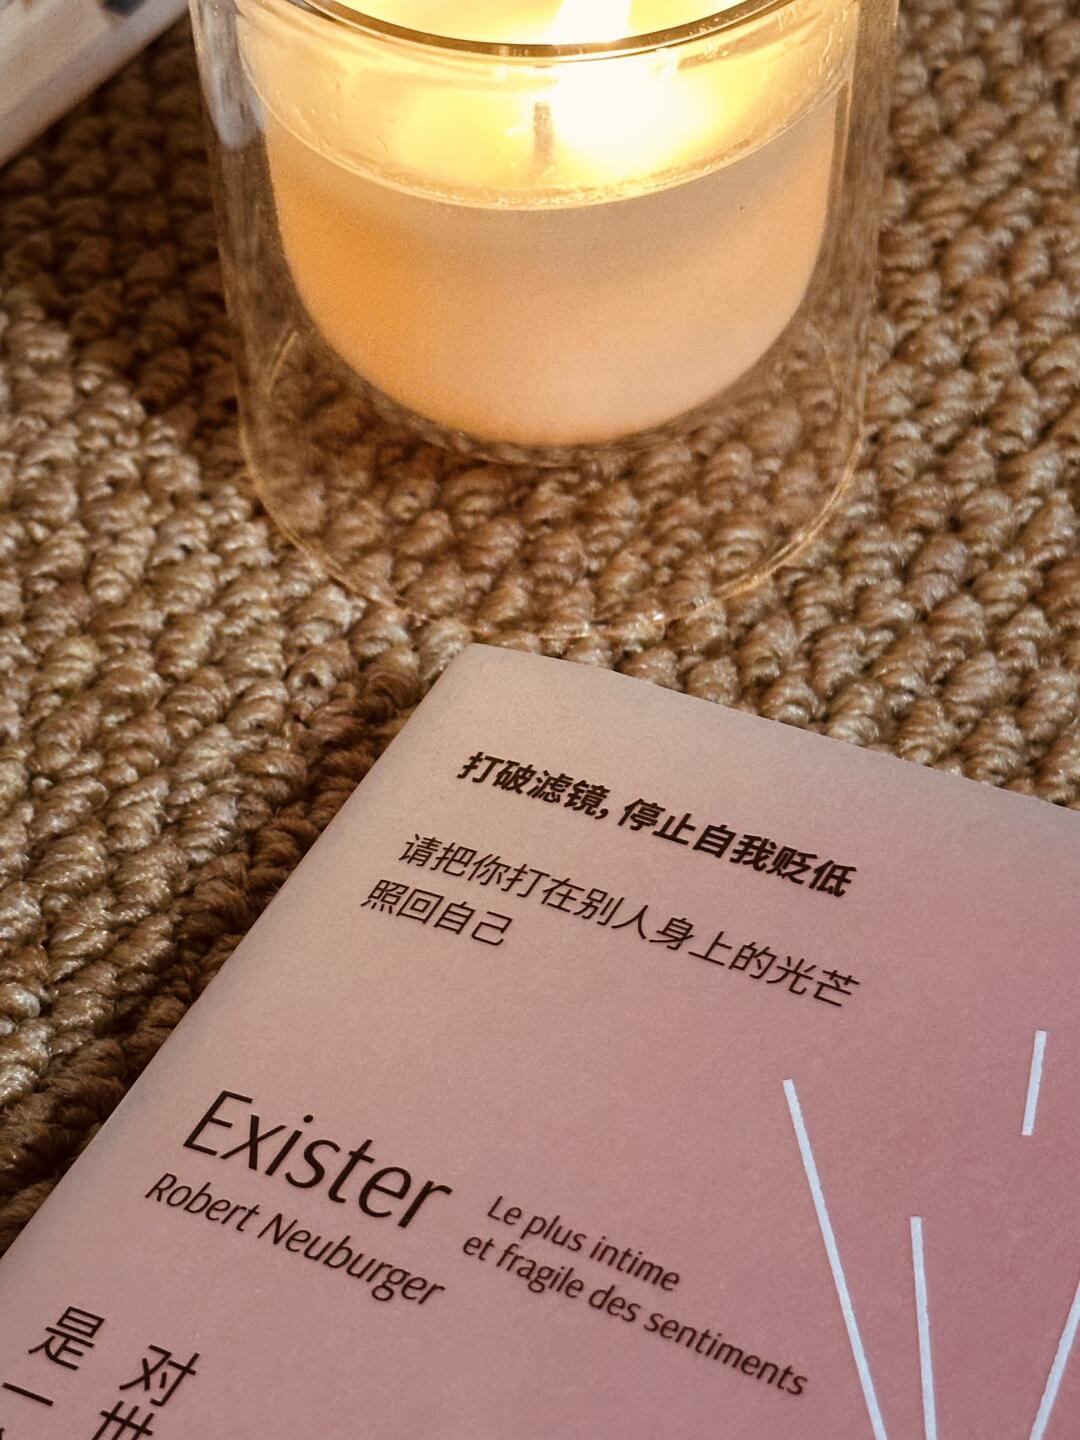 打破滤镜,停止自我贬低
请把你打在别人身上的光芒
照回自己
Exister
Robert Neuburger
Le plus intime
et fragile des sentiments
对世
是一